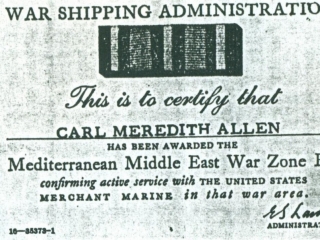 WAR SHIPPING ADMINISTRATIO
This is to certify that
CARL MEREDITH ALLEN
HAS BEEN AWARDED THE
Mediterranean Middle East War Zone
confirming active service with THE UNITED STATES
MERCHANT MARINE in that war area.
ADMINISTRA
16—35373-1